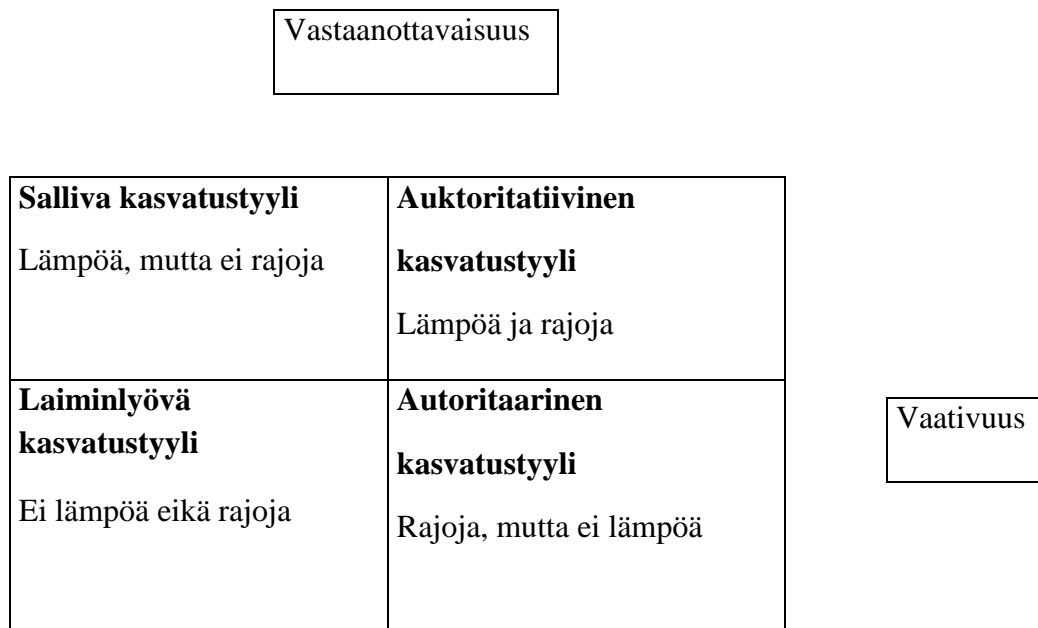 Vastaanottavaisuus
Salliva kasvatustyyli
Lämpöä, mutta ei rajoja
Auktoritatiivinen
kasvatustyyli
Lämpöä ja rajoja
Laiminlyövä
kasvatustyyli
Ei lämpöä eikä rajoja
Autoritaarinen
kasvatustyyli
Rajoja, mutta ei lämpöä
Vaativuus